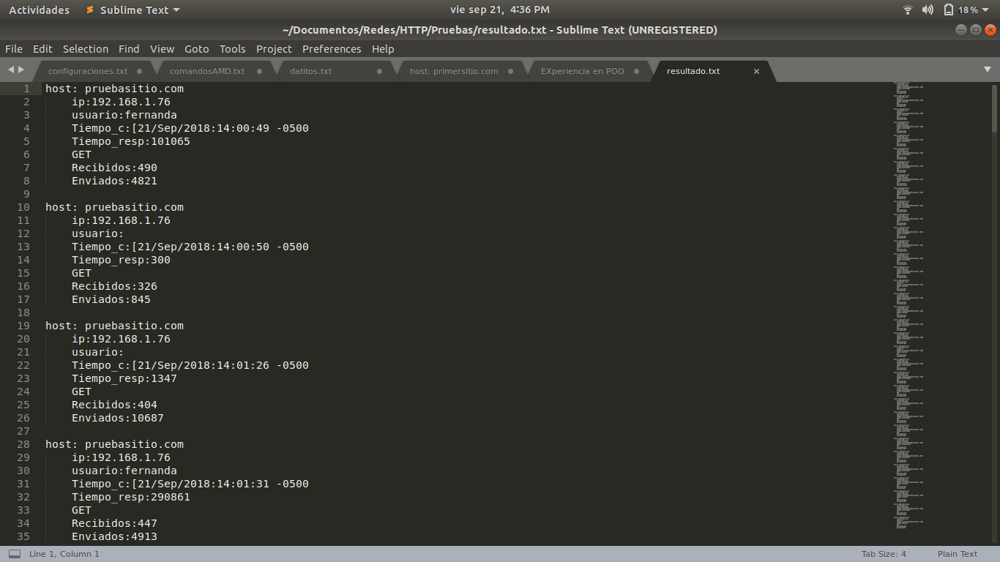 Actividades Sublime Text vie sep 21, 4:36 PM 18%
~/Documentos/Redes/HTTP/Pruebas/resultado.txt - Sublime Text (UNREGISTERED)
File Edit Selection Find View Goto Tools Project Preferences Help
configuraciones.txt comandosAMD.txt datitos.txt host: primersitio.com EXperiencia en POO resultado.txt
1 host: pruebasitio.com
2 ip:192.168.1.76
3 usuario:fernanda
4 Tiempo_c:[21/Sep/2018:14:00:49 -0500
5 Tiempo_resp:101065
6 GET
7 Recibidos:490
8 Enviados:4821
9
10 host: pruebasitio.com
11 ip:192.168.1.76
12 usuario:
13 Tiempo_c:[21/Sep/2018:14:00:50 -0500
14 Tiempo_resp:300
15 GET
16 Recibidos:326
17 Enviados:845
18
19 host: pruebasitio.com
20 ip:192.168.1.76
21 usuario:
22 Tiempo_c:[21/Sep/2018:14:01:26 -0500
23 Tiempo_resp:1347
24 GET
25 Recibidos:404
26 Enviados:10687
27
28 host: pruebasitio.com
29 ip:192.168.1.76
30 usuario:fernanda
31 Tiempo_c:[21/Sep/2018:14:01:31 -0500
32 Tiempo_resp:290861
33 GET
34 Recibidos:447
35 Enviados:4913
Line 1, Column 1 Tab Size: 4 Plain Text